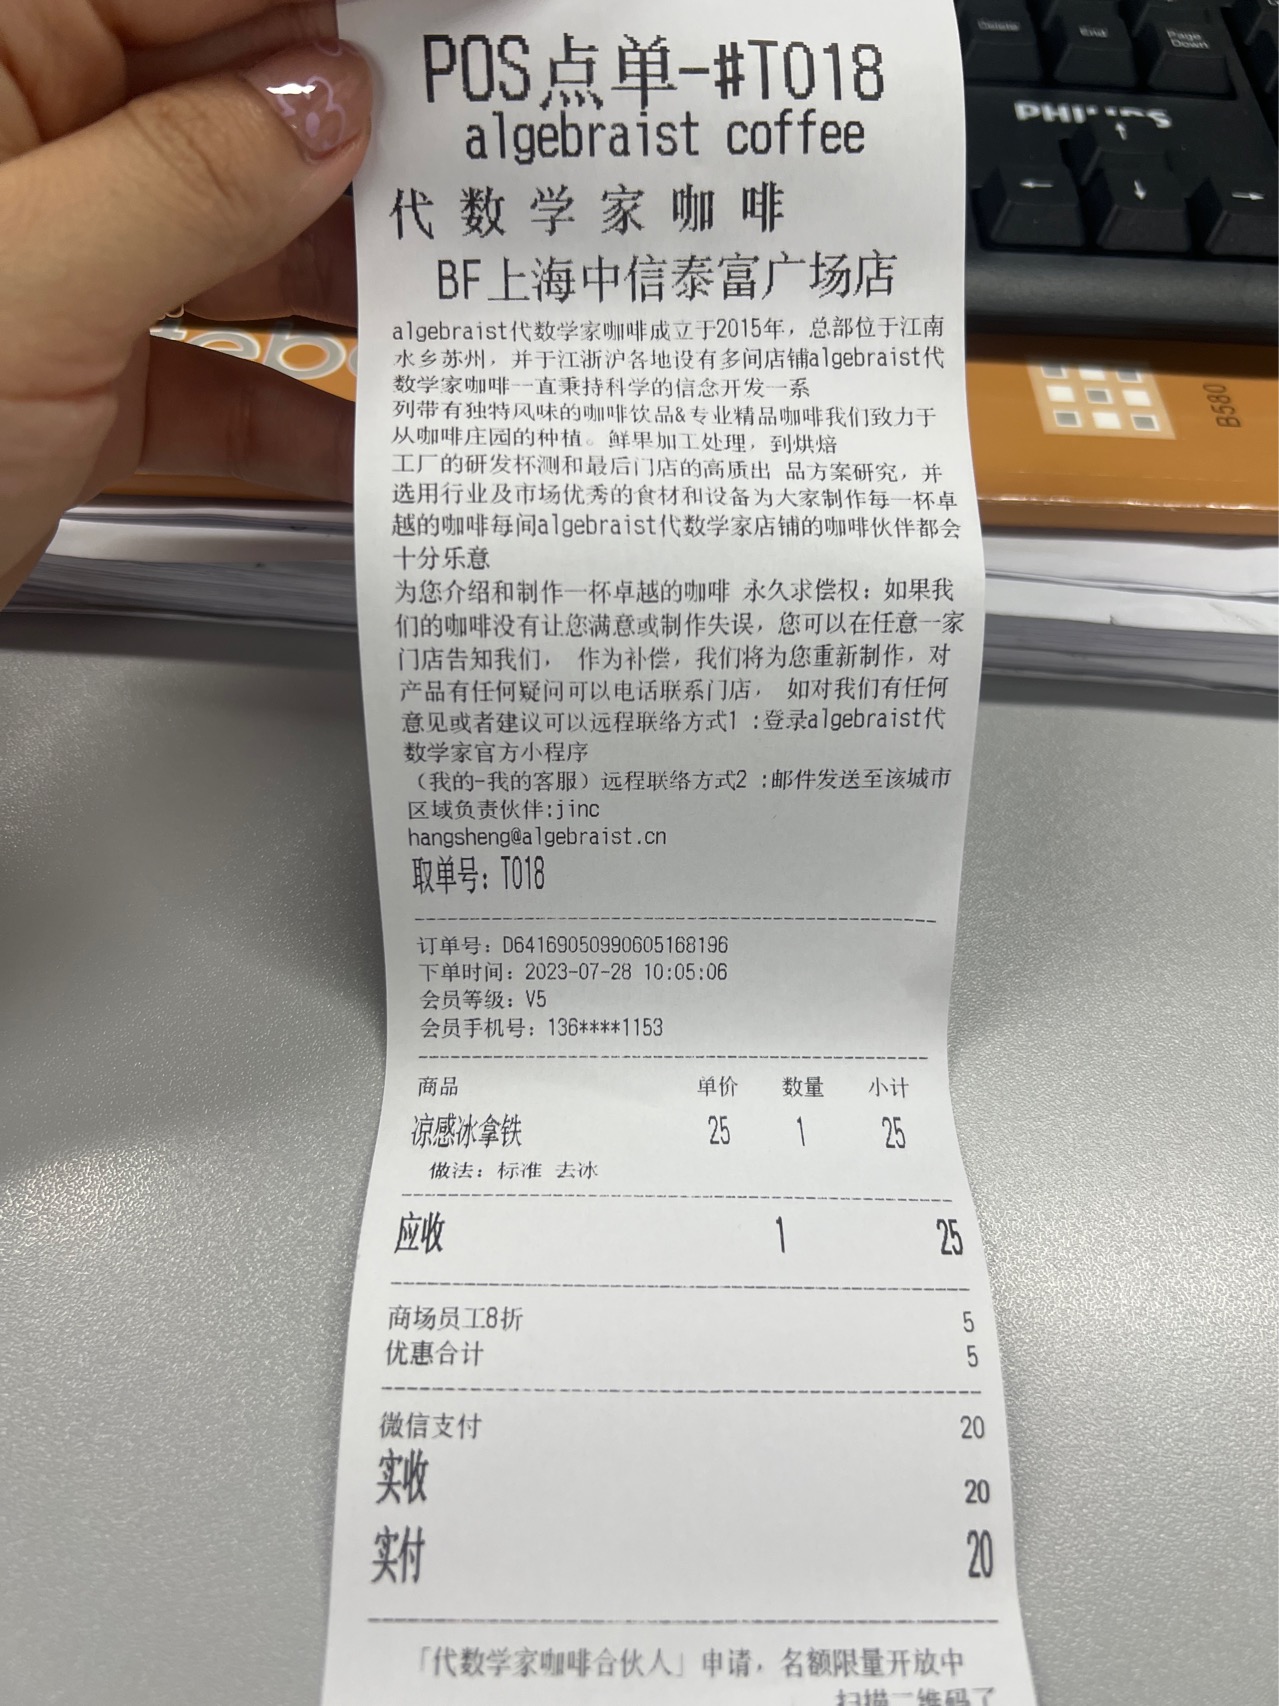 POS点单-#T018
algebraist coffee
代数学家咖啡
BF上海中信泰富广场店
algebraist代数学家咖啡成立于2015年，总部位于江南
水乡苏州，并于江浙沪各地设有多间店铺algebraist代
数学家咖啡一直秉持科学的信念开发一系
列带有独特风味的咖啡饮品&专业精品咖啡我们致力于
从咖啡庄园的种植。鲜果加工处理，到烘焙
工厂的研发杯测和最后门店的高质出 品方案研究，并
选用行业及市场优秀的食材和设备为大家制作每一杯卓
越的咖啡每间algebraist代数学家店铺的咖啡伙伴都会
十分乐意
为您介绍和制作一杯卓越的咖啡 永久求偿权：如果我
们的咖啡没有让您满意或制作失误，您可以在任意一家
门店告知我们， 作为补偿，我们将为您重新制作，对
产品有任何疑问可以电话联系门店， 如对我们有任何
意见或者建议可以远程联络方式1 :登录algebraist代
数学家官方小程序
（我的-我的客服）远程联络方式2 :邮件发送至该城市
区域负责伙伴:jinc
hangsheng@algebraist.cn
取单号：T018
订单号：D64169050990605168196
下单时间：2023-07-28 10:05:06
会员等级：V5
会员手机号：136****1153
商品 单价 数量 小计
凉感冰拿铁 25 1 25
做法：标准 去冰
应收 1 25
商场员工8折 5
优惠合计 5
微信支付 20
实收 20
实付 20
「代数学家咖啡合伙人」申请，名额限量开放中
扫描二维码了
Delete
End
Page Down
PHILIPS
B580